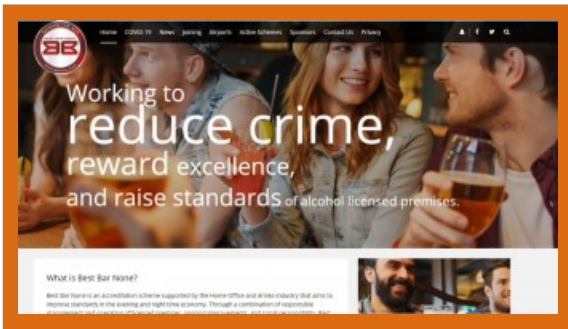 BB
Home COVID 19 News Joining Airports Active Schemes Sponsors Contact Us Privacy
Working to
reduce crime,
reward excellence,
and raise standards of alcohol licensed premises.
What is Best Bar None?
Best Bar None is an accreditation scheme supported by the Home Office and drinks industry that aims to
improve standards in the evening and night time economy. Through a combination of responsible